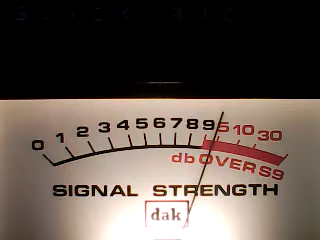 0 1 2 3 4 5 6 7 8 9 5 10 30
db OVER S9
SIGNAL STRENGTH
dak